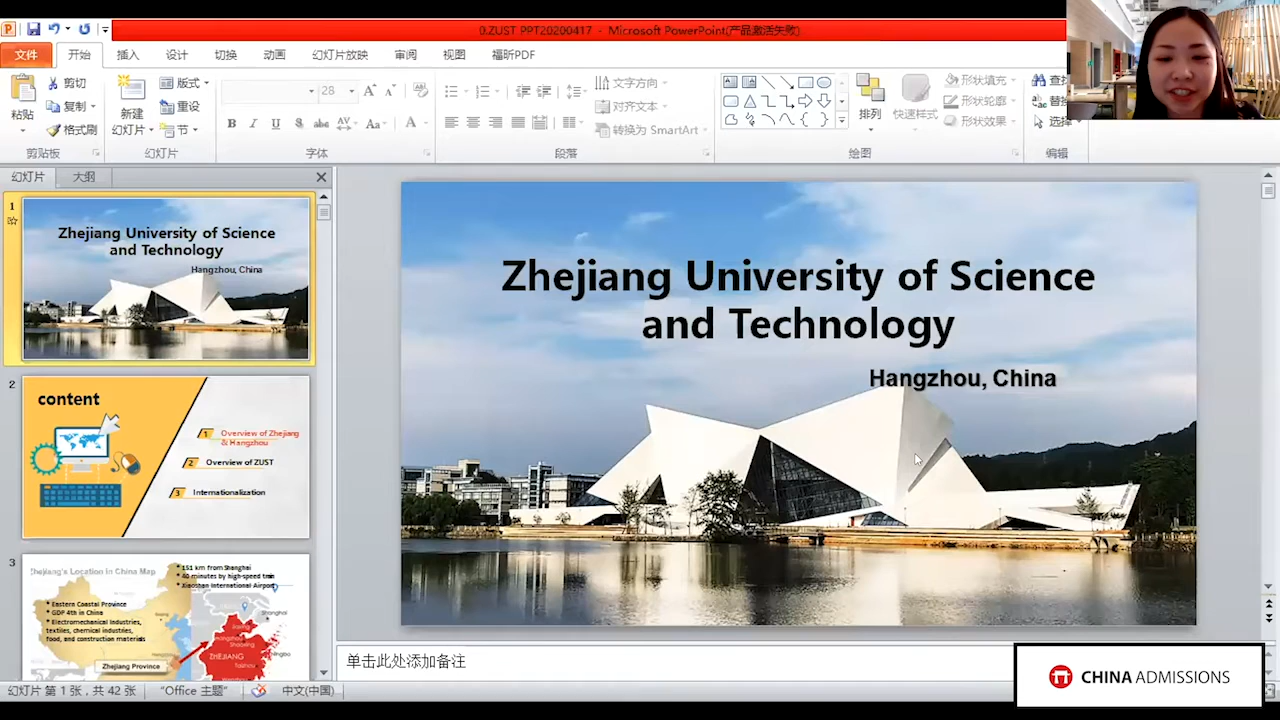 0.ZUST PPT20200417 - Microsoft PowerPoint(产品激活失败)
文件 开始 插入 设计 切换 动画 幻灯片放映 审阅 视图 福昕PDF
粘贴
剪切
复制
格式刷
剪贴板
新建
幻灯片
版式
重设
节
幻灯片
28
字体
文字方向
对齐文本
转换为 SmartArt
段落
排列
快速样式
形状填充
形状轮廓
形状效果
绘图
替
选择
编辑
幻灯片 大纲
1
Zhejiang University of Science
and Technology
Hangzhou, China
2
content
1 Overview of Zhejiang
& Hangzhou
2 Overview of ZUST
3 Internationalization
3
Zhejiang's Location in China Map
* 151 km from Shanghai
* 40 minutes by high-speed train
* Xiaoshan International Airport
* Eastern Coastal Province
* GDP 4th in China
* Electromechanical Industries,
textiles, chemical industries,
food, and construction materials
Zhejiang Province
Shanghai
ZHEJIANG
Zhejiang University of Science
and Technology
Hangzhou, China
单击此处添加备注
幻灯片 第 1 张，共 42 张 "Office 主题" 中文(中国)
CHINA ADMISSIONS